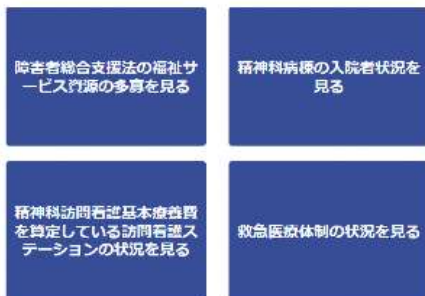 障害者総合支援法の福祉サ
ービス資源の多寡を見る
精神科病棟の入院者状況を
見る
精神科訪問看護基本療養費
を算定している訪問看護ス
テーションの状況を見る
救急医療体制の状況を見る